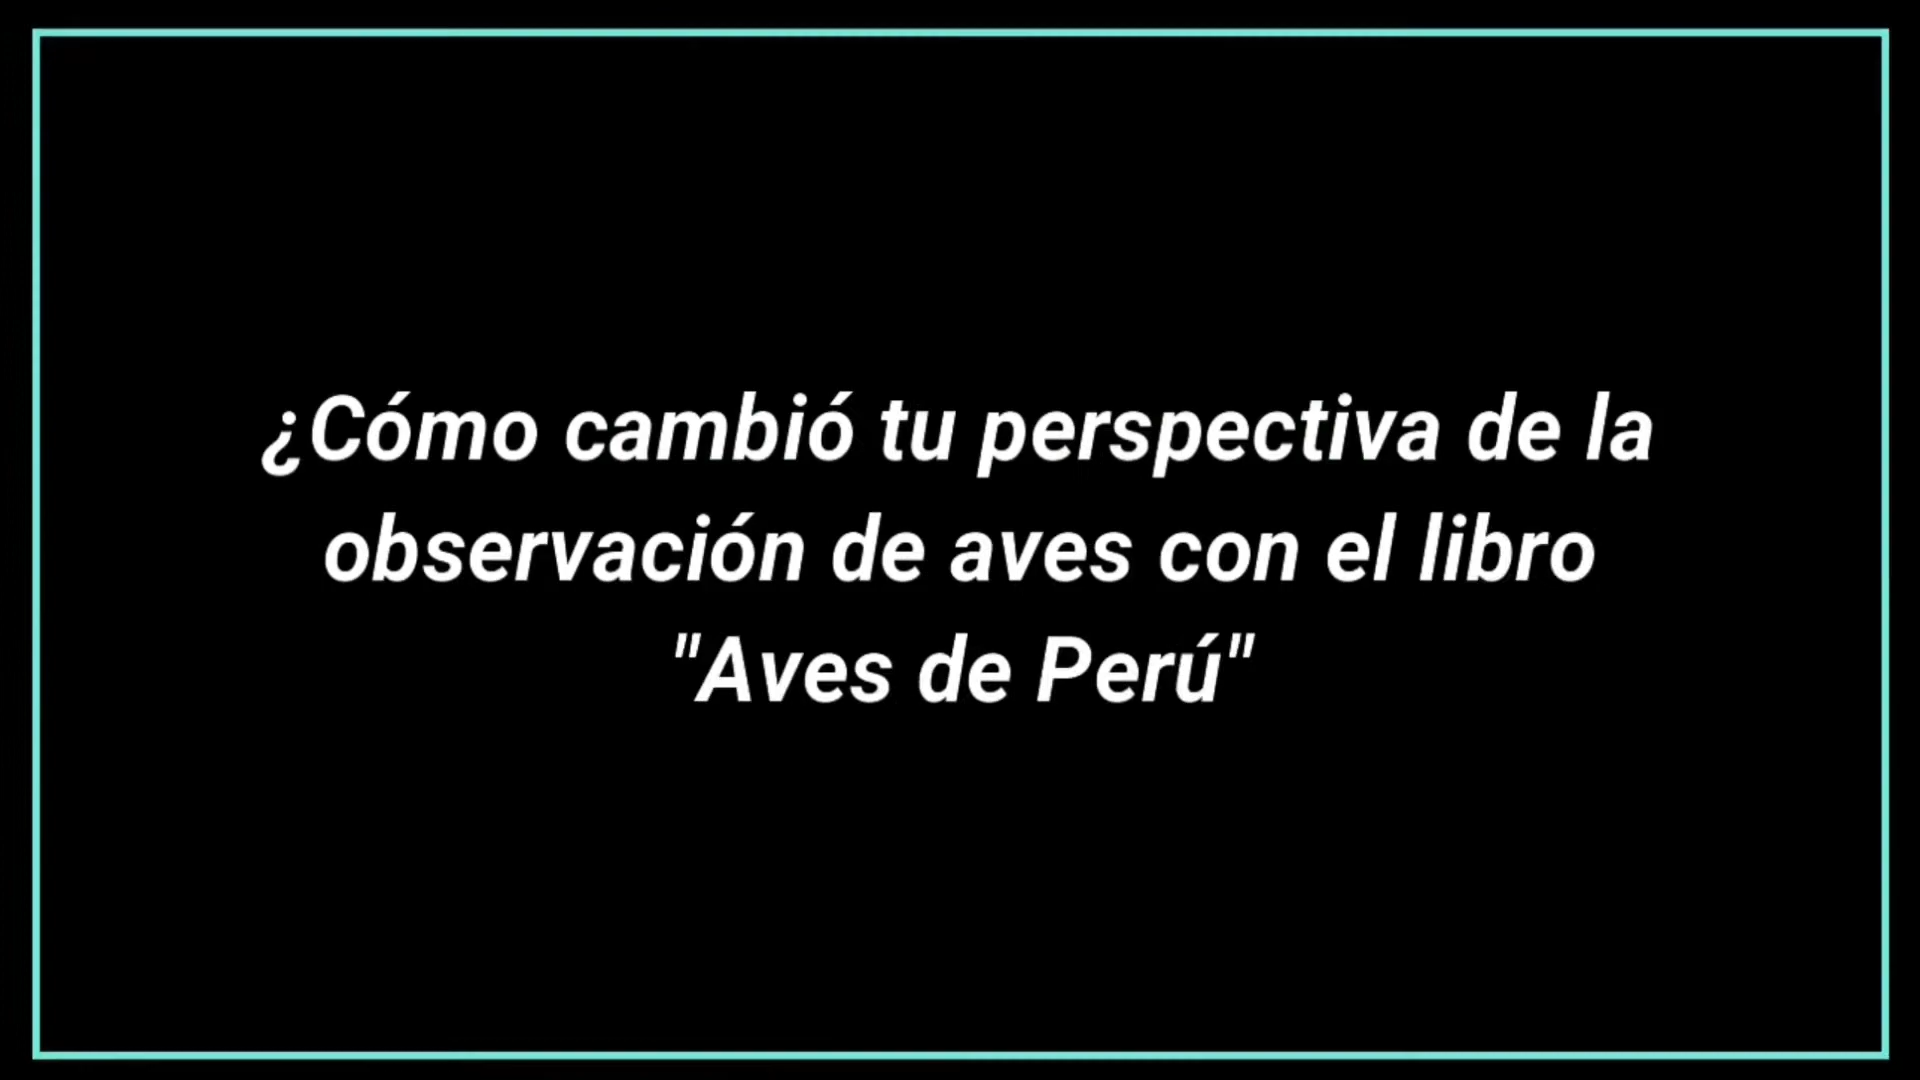 ¿Cómo cambió tu perspectiva de la
observación de aves con el libro
"Aves de Perú"